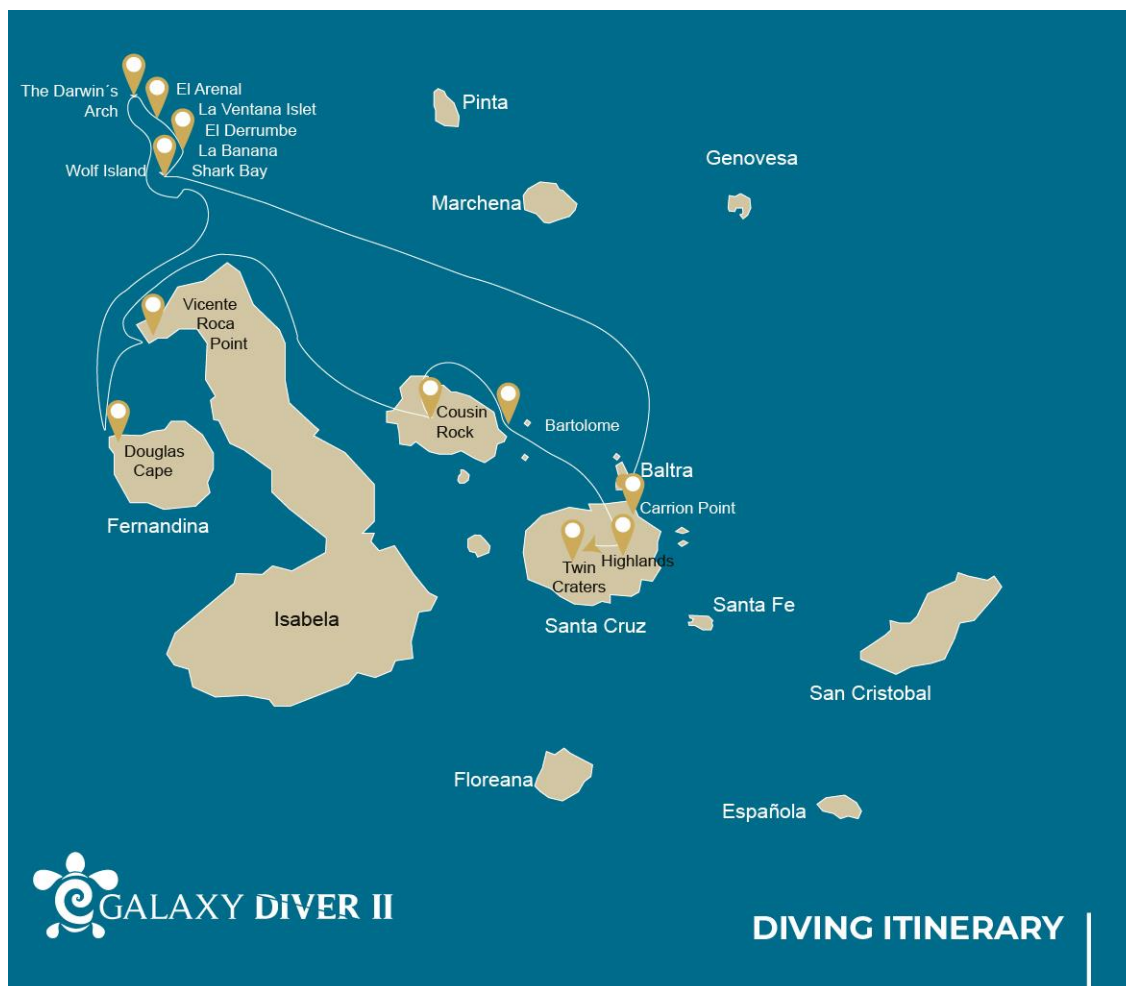 The Darwin´s
Arch
El Arenal
La Ventana Islet
El Derrumbe
La Banana
Shark Bay
Wolf Island
Pinta
Genovesa
Marchena
Vicente
Roca
Point
Cousin
Rock
Bartolome
Douglas
Cape
Fernandina
Baltra
Carrion Point
Highlands
Twin
Craters
Isabela
Santa Cruz
Santa Fe
San Cristobal
Floreana
Española
GALAXY DIVER II
DIVING ITINERARY